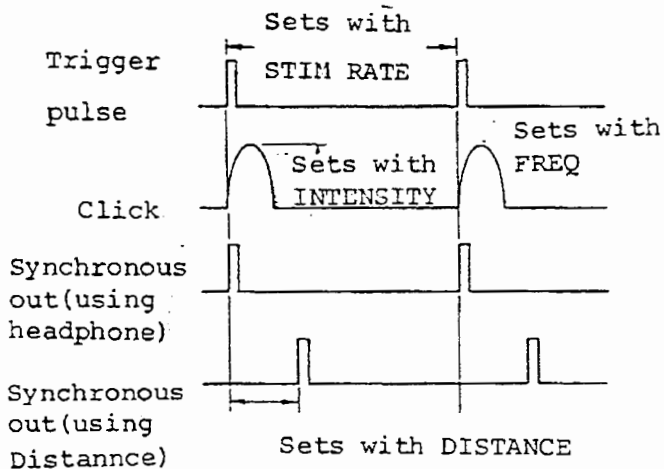 Sets with
STIM RATE
Trigger
pulse
Sets with
FREQ
Sets with
INTENSITY
Click
Synchronous
out(using
headphone)
Synchronous
out(using
Distannce)
Sets with DISTANCE